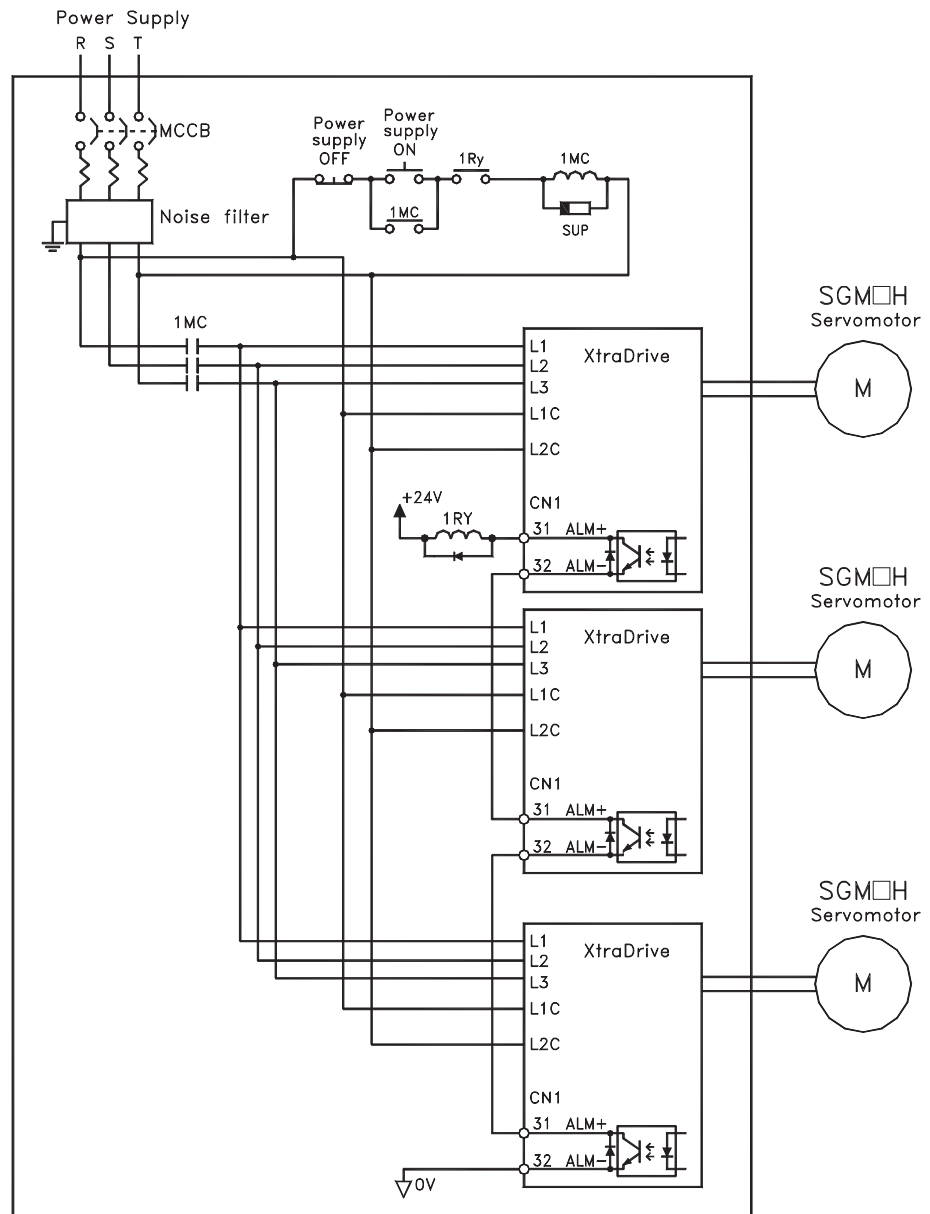 Power Supply
R S T
MCCB
Power
supply
OFF
Power
supply
ON
1Ry
1MC
1MC
SUP
Noise filter
1MC
SGM□H
Servomotor
M
L1
L2
L3
L1C
L2C
XtraDrive
CN1
+24V
1RY
31 ALM+
32 ALM-
SGM□H
Servomotor
M
L1
L2
L3
L1C
L2C
XtraDrive
CN1
31 ALM+
32 ALM-
SGM□H
Servomotor
M
L1
L2
L3
L1C
L2C
XtraDrive
CN1
31 ALM+
32 ALM-
0V